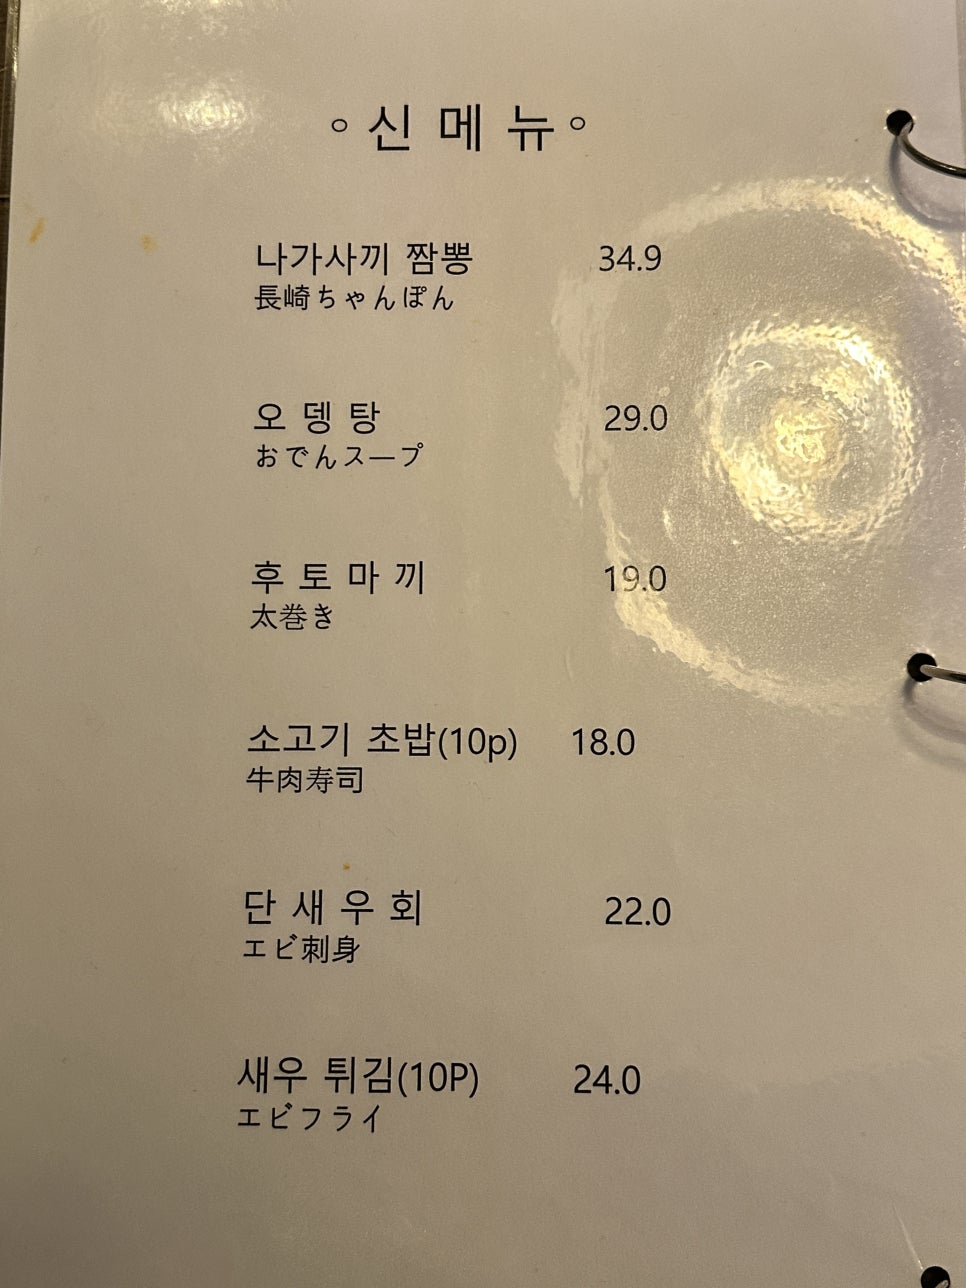 ◦신 메 뉴◦
나가사끼 짬뽕 34.9
長崎ちゃんぽん
오 뎅 탕 29.0
おでんスープ
후 토 마 끼 19.0
太巻き
소고기 초밥(10p) 18.0
牛肉寿司
단 새 우 회 22.0
エビ刺身
새우 튀김(10P) 24.0
エビフライ